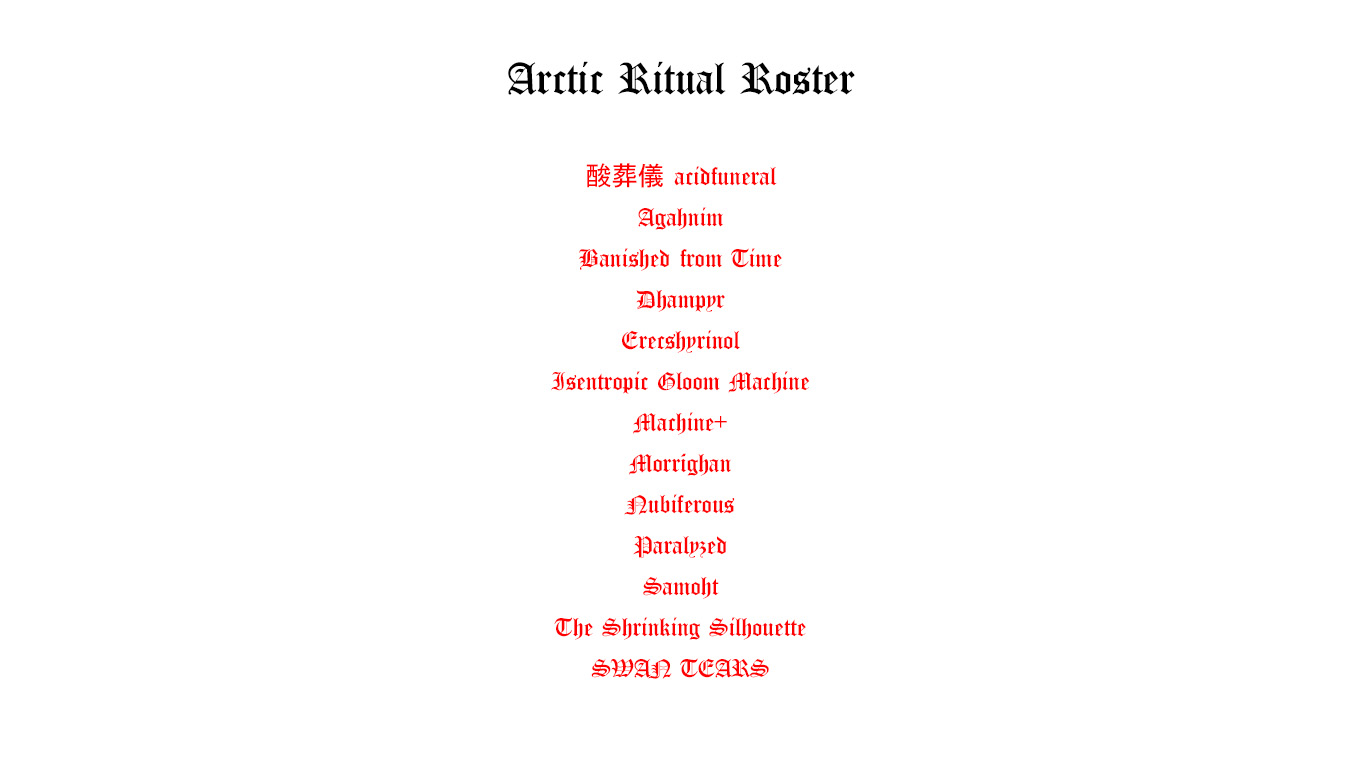 Arctic Ritual Roster
酸葬儀 acidfuneral
Agahnim
Banished from Time
Dhampyr
Erecshyrinol
Isentropic Gloom Machine
Machine+
Morrighan
Nubiferous
Paralyzed
Samoht
The Shrinking Silhouette
SWAN TEARS